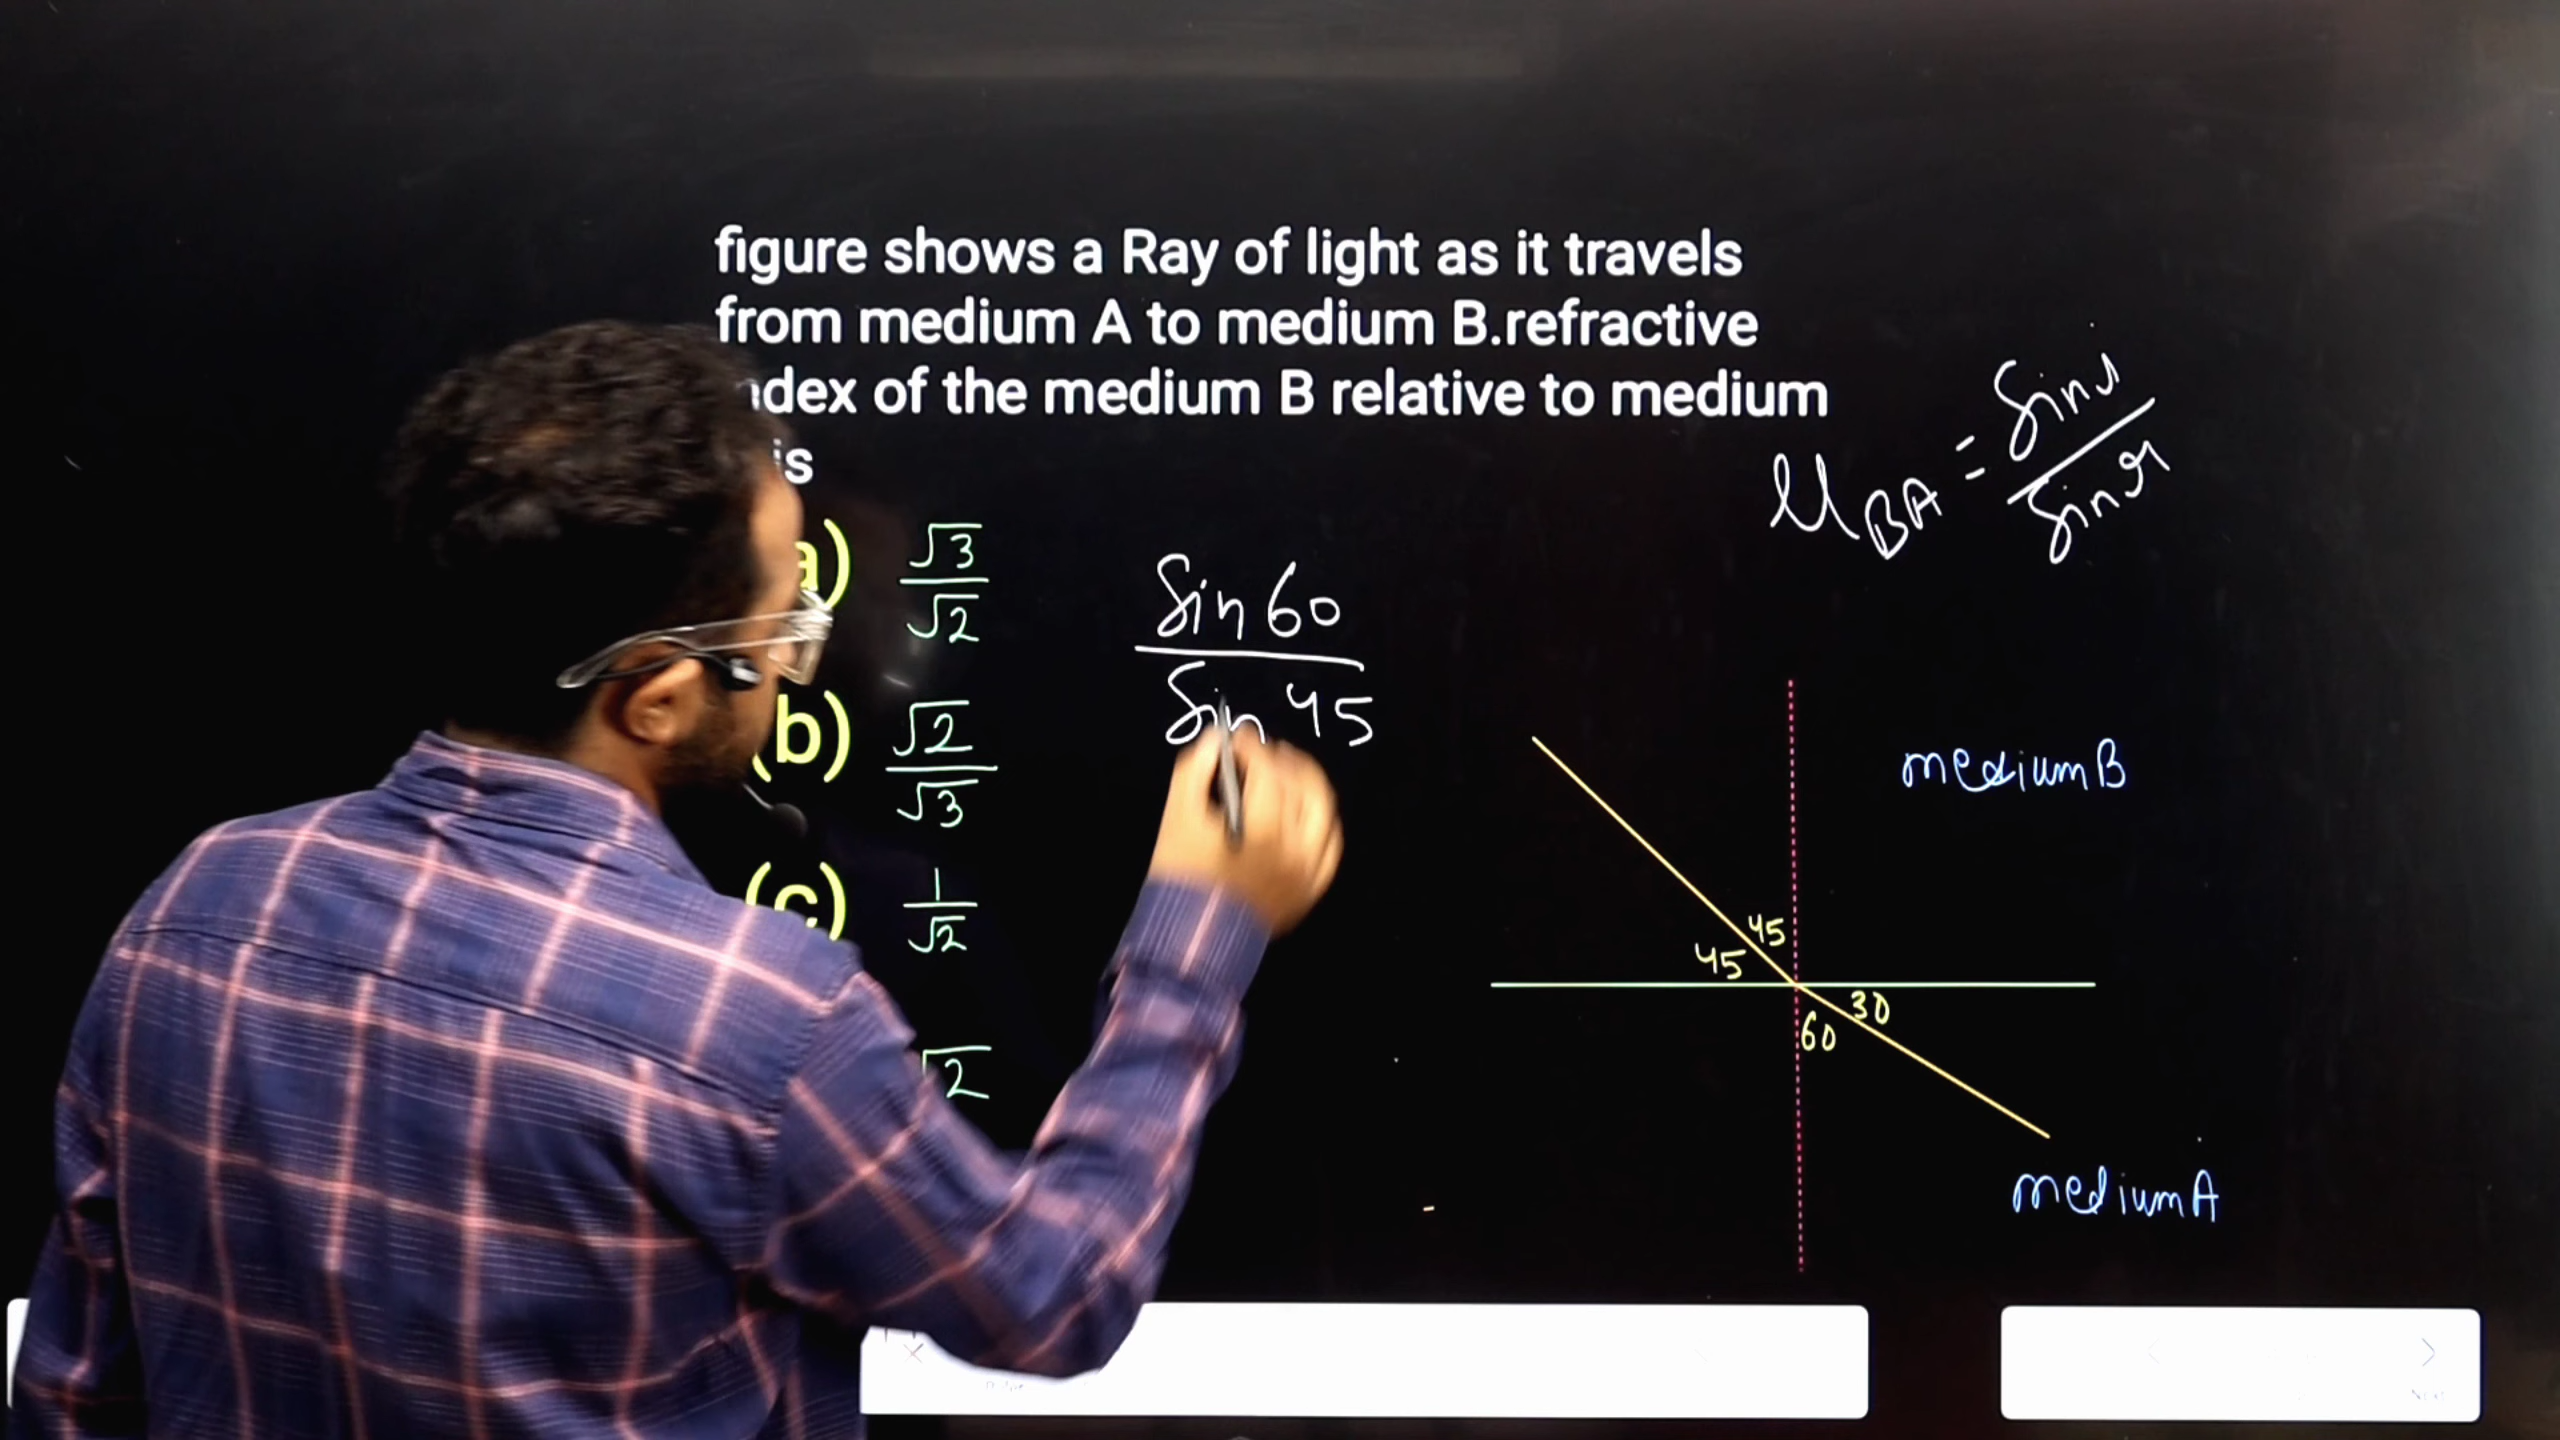 figure shows a Ray of light as it travels
from medium A to medium B.refractive
of the medium B relative to medium
is
a) √3/√2
(b) √2/√3
(c) 1/√2
√2
sin 60
sin 45
μBA = sin i / sin r
medium B
45
45
30
60
medium A